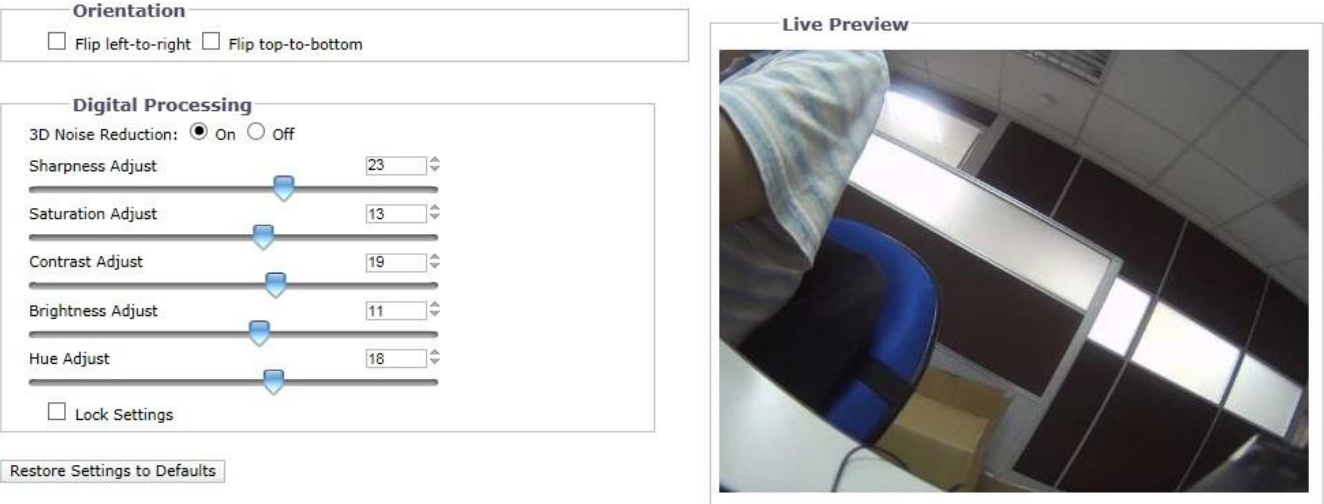 Orientation
Flip left-to-right Flip top-to-bottom
Digital Processing
3D Noise Reduction: On Off
Sharpness Adjust 23
Saturation Adjust 13
Contrast Adjust 19
Brightness Adjust 11
Hue Adjust 18
Lock Settings
Restore Settings to Defaults
Live Preview